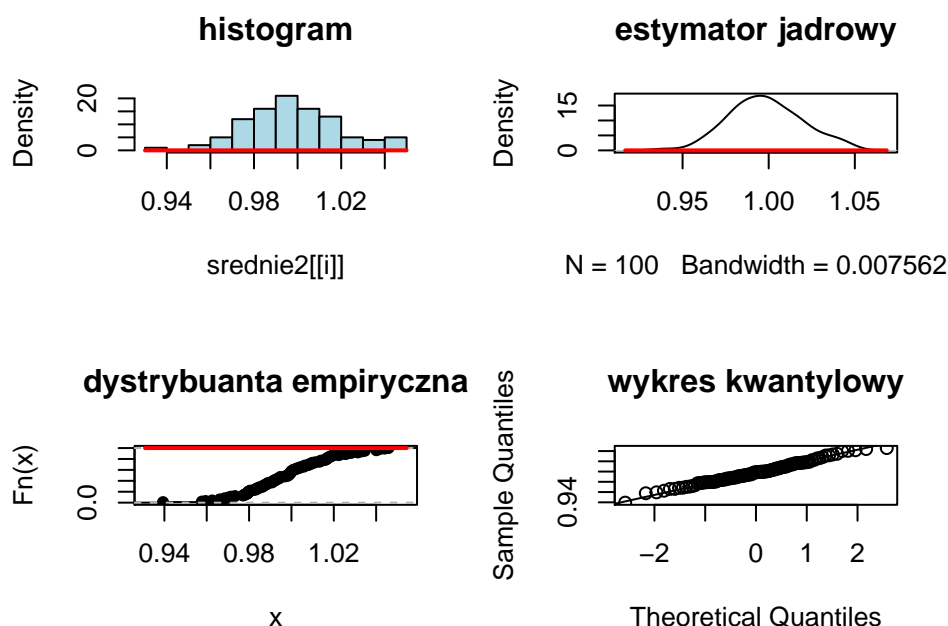 histogram
Density
0 20
0.94 0.98 1.02
srednie2[[i]]
estymator jadrowy
Density
0 15
0.95 1.00 1.05
N = 100 Bandwidth = 0.007562
dystrybuanta empiryczna
Fn(x)
0.0
0.94 0.98 1.02
x
wykres kwantylowy
Sample Quantiles
0.94
−2 0 1 2
Theoretical Quantiles